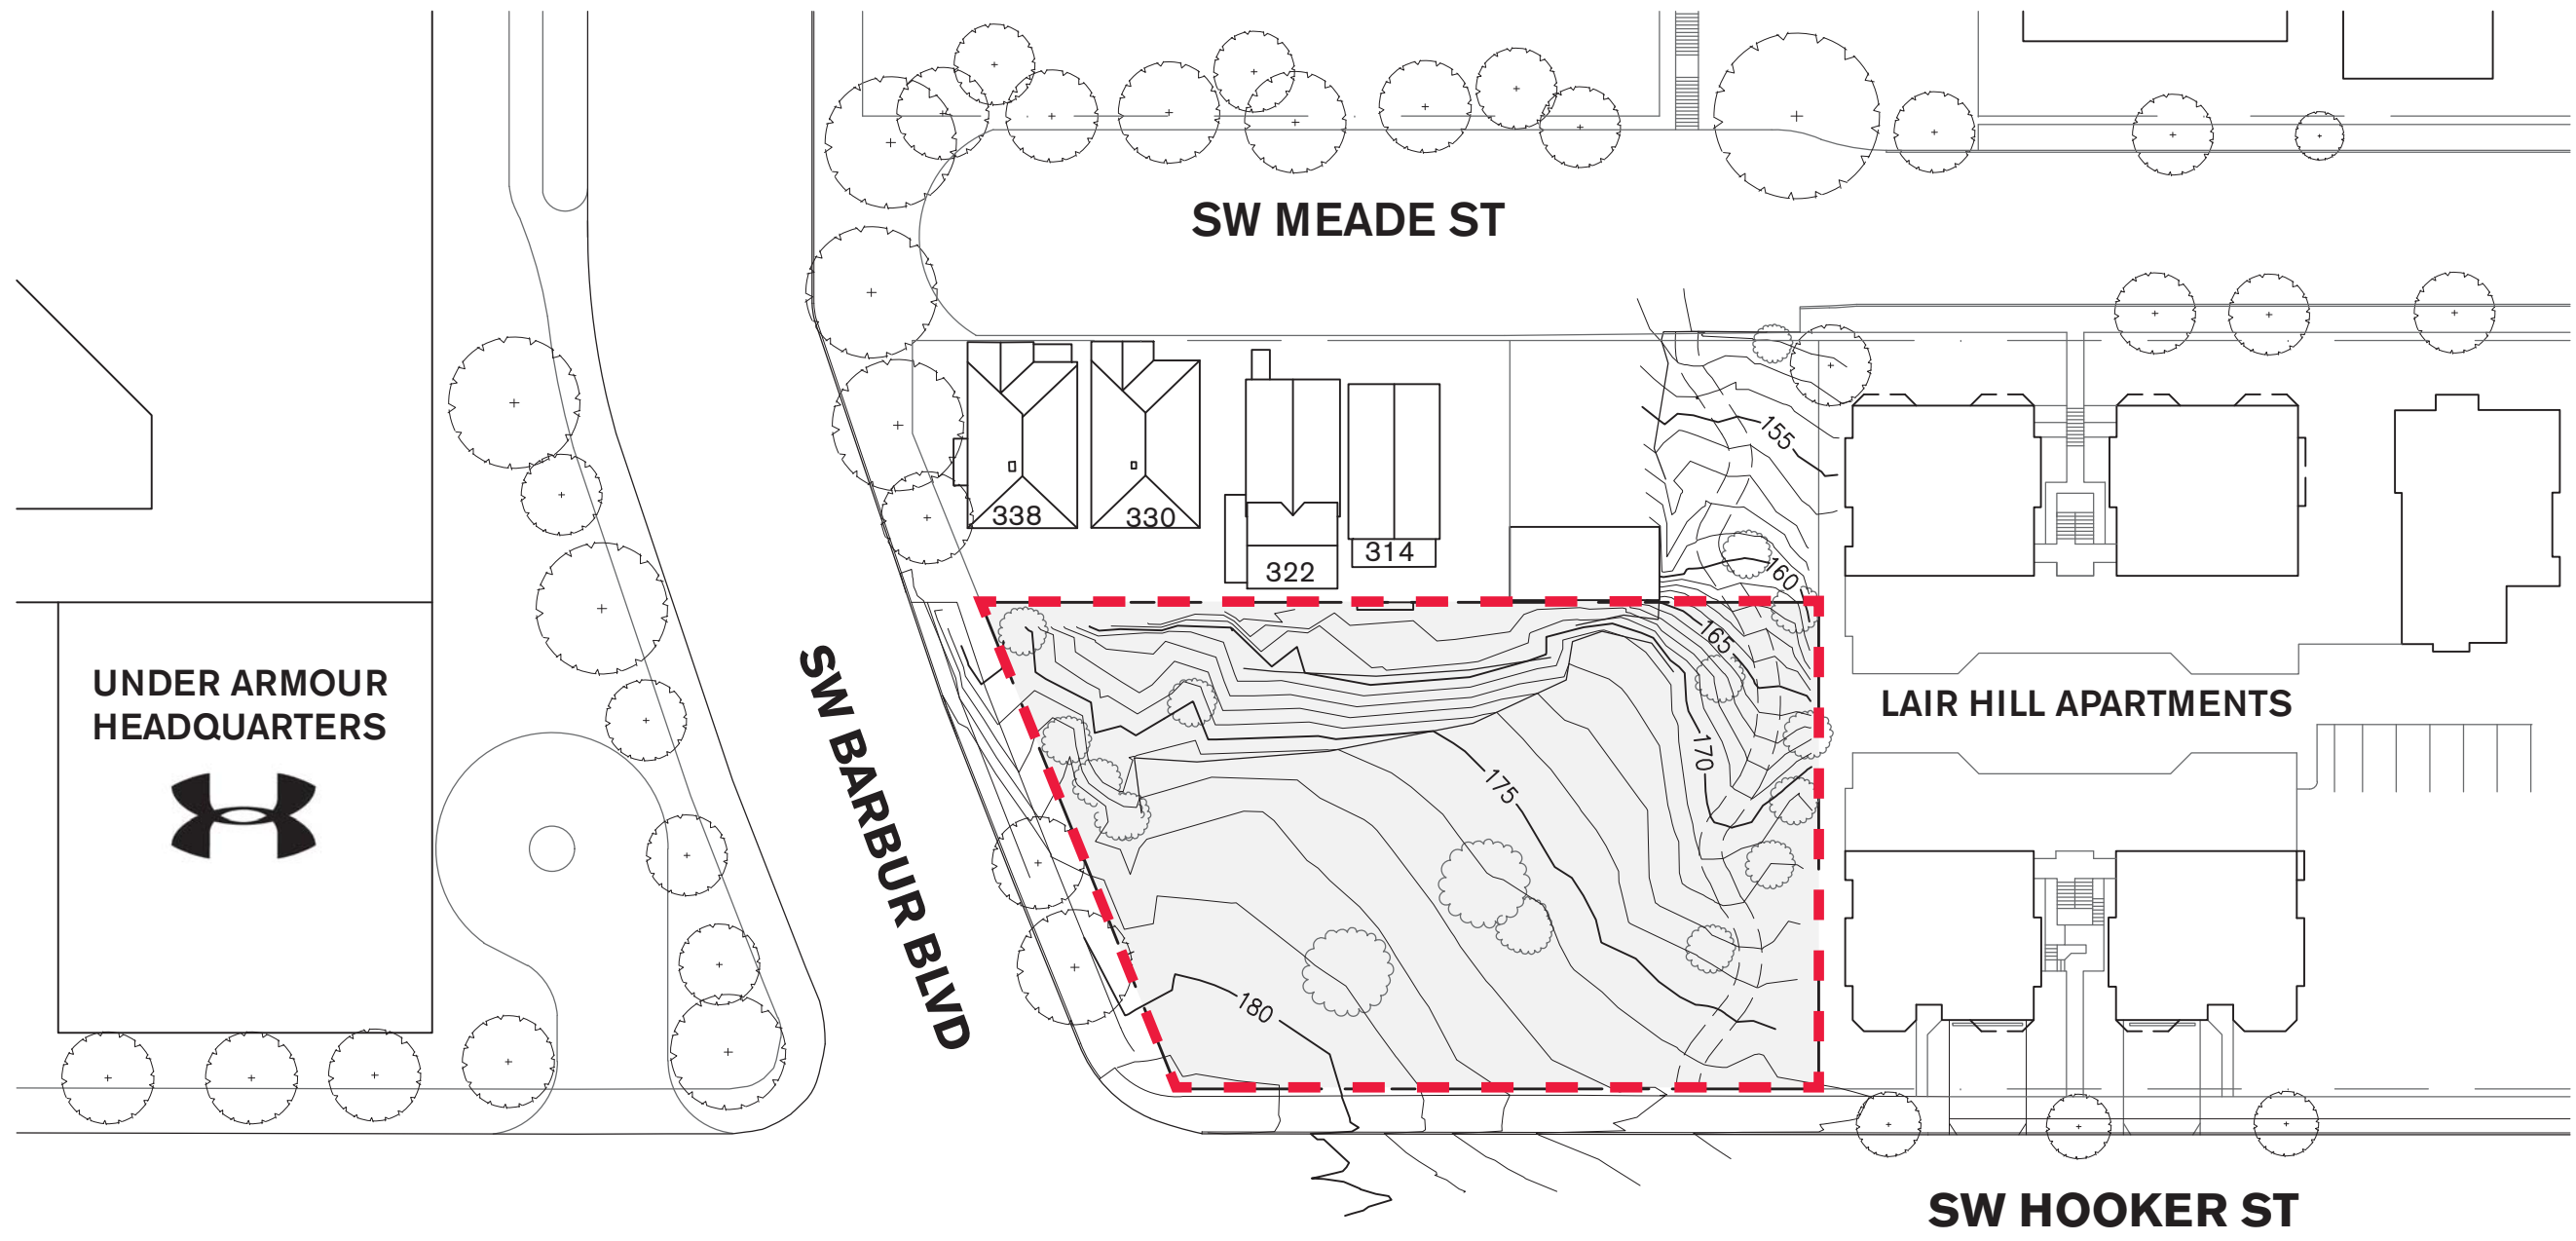 SW MEADE ST
155
338
330
322
314
160
165
UNDER ARMOUR
HEADQUARTERS
SW BARBUR BLVD
LAIR HILL APARTMENTS
170
175
180
SW HOOKER ST